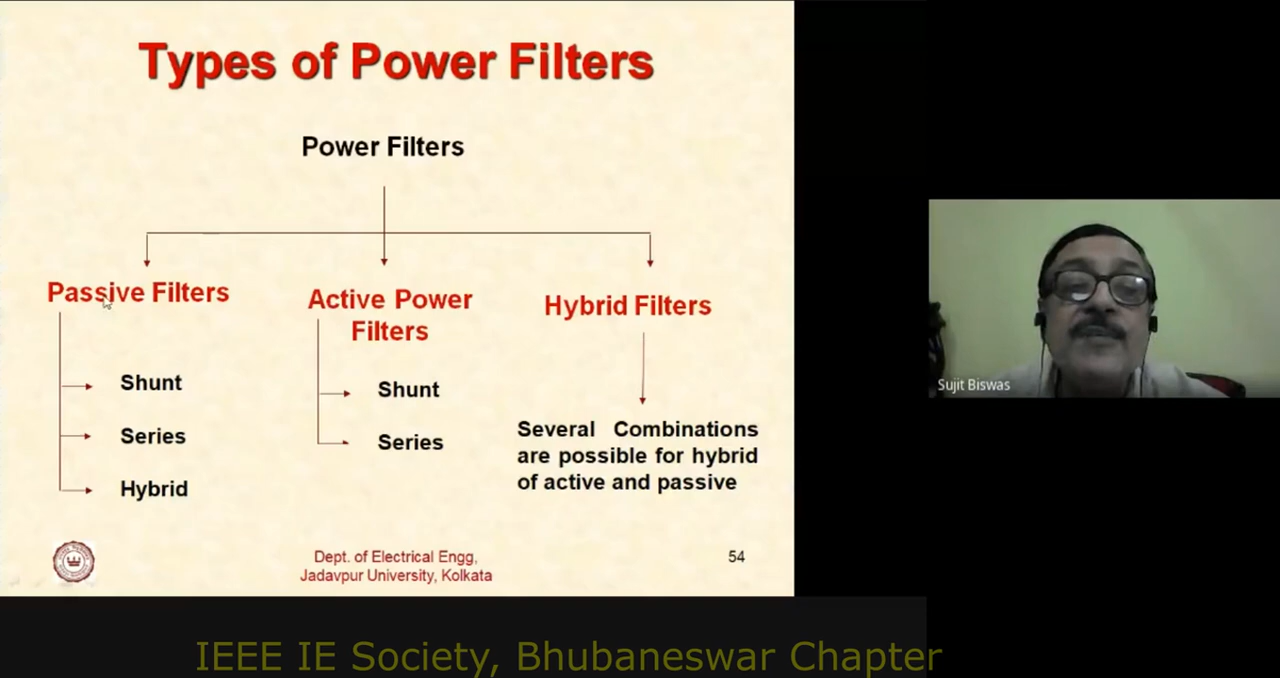 Types of Power Filters
Power Filters
Passive Filters
Shunt
Series
Hybrid
Active Power
Filters
Shunt
Series
Hybrid Filters
Several Combinations
are possible for hybrid
of active and passive
Dept. of Electrical Engg,
Jadavpur University, Kolkata
54
Sujit Biswas
IEEE IE Society, Bhubaneswar Chapter